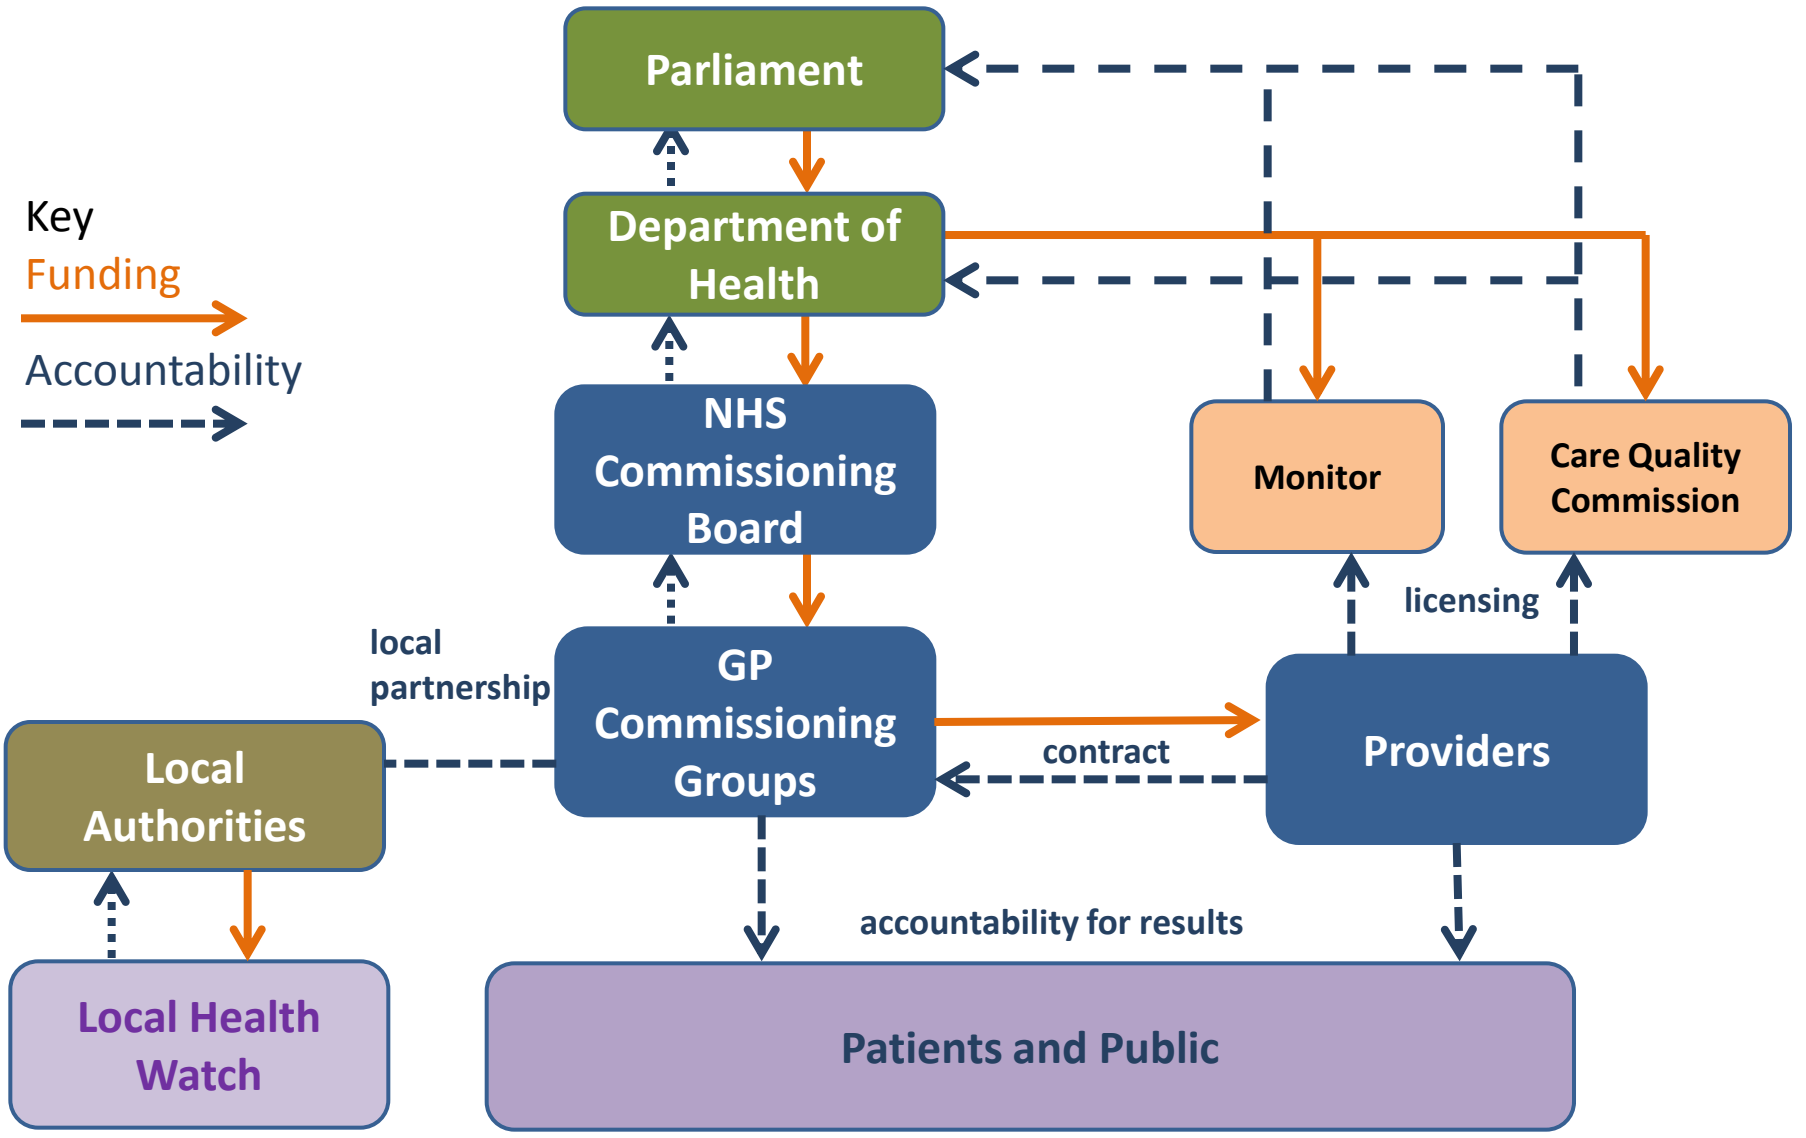 Parliament
Key
Funding
Accountability
Department of
Health
NHS
Commissioning
Board
Monitor
Care Quality
Commission
licensing
local
partnership
GP
Commissioning
Groups
contract
Providers
Local
Authorities
accountability for results
Local Health
Watch
Patients and Public